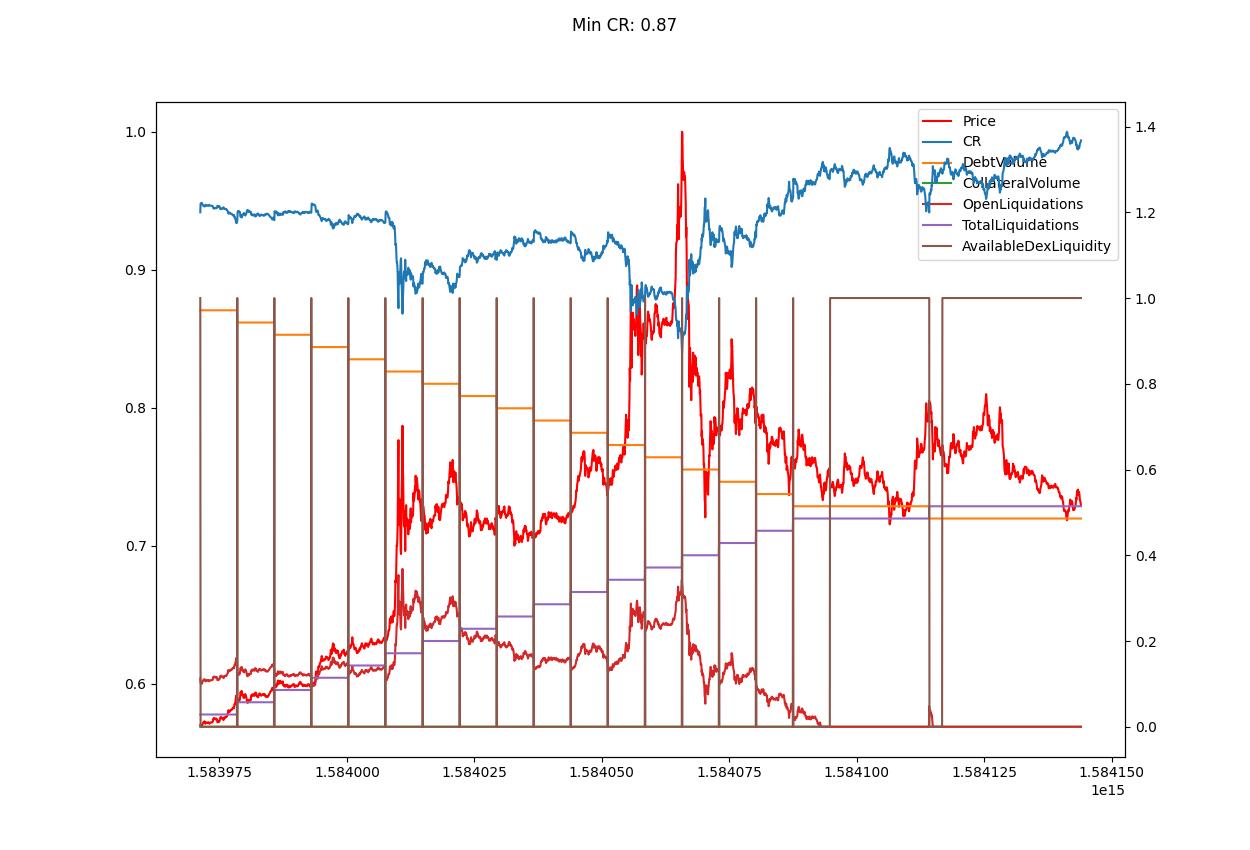 Min CR: 0.87
1.0
0.9
0.8
0.7
0.6
1.4
1.2
1.0
0.8
0.6
0.4
0.2
0.0
Price
CR
DebtVolume
CollateralVolume
OpenLiquidations
TotalLiquidations
AvailableDexLiquidity
1.583975 1.584000 1.584025 1.584050 1.584075 1.584100 1.584125 1.584150
1e15